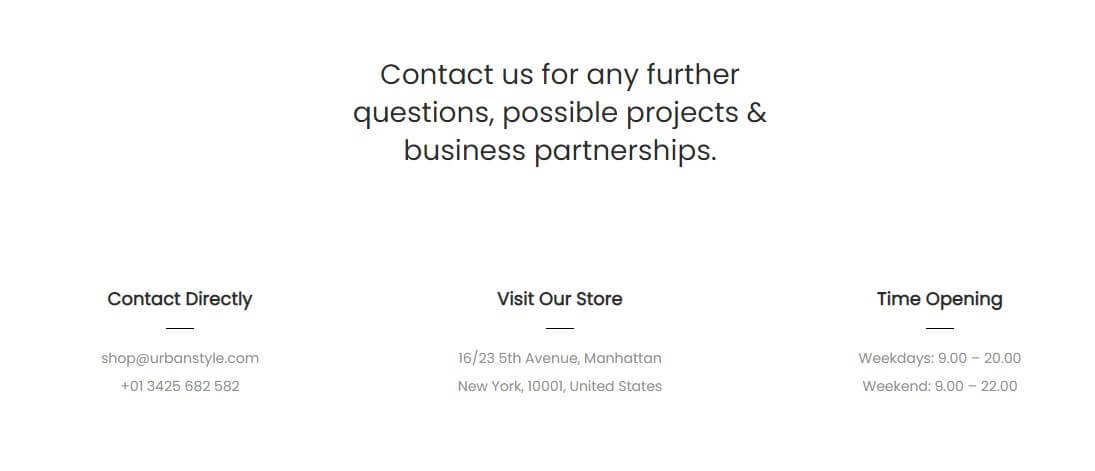 Contact us for any further
questions, possible projects &
business partnerships.
Contact Directly
shop@urbanstyle.com
+01 3425 682 582
Visit Our Store
16/23 5th Avenue, Manhattan
New York, 10001, United States
Time Opening
Weekdays: 9.00 – 20.00
Weekend: 9.00 – 22.00